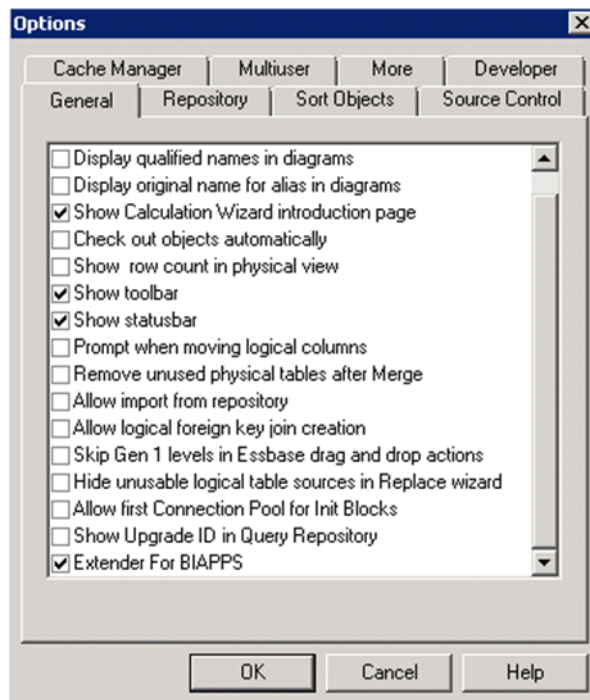 Options
Cache Manager Multiuser More Developer
General Repository Sort Objects Source Control
Display qualified names in diagrams
Display original name for alias in diagrams
Show Calculation Wizard introduction page
Check out objects automatically
Show row count in physical view
Show toolbar
Show statusbar
Prompt when moving logical columns
Remove unused physical tables after Merge
Allow import from repository
Allow logical foreign key join creation
Skip Gen 1 levels in Essbase drag and drop actions
Hide unusable logical table sources in Replace wizard
Allow first Connection Pool for Init Blocks
Show Upgrade ID in Query Repository
Extender For BIAPPS
OK Cancel Help